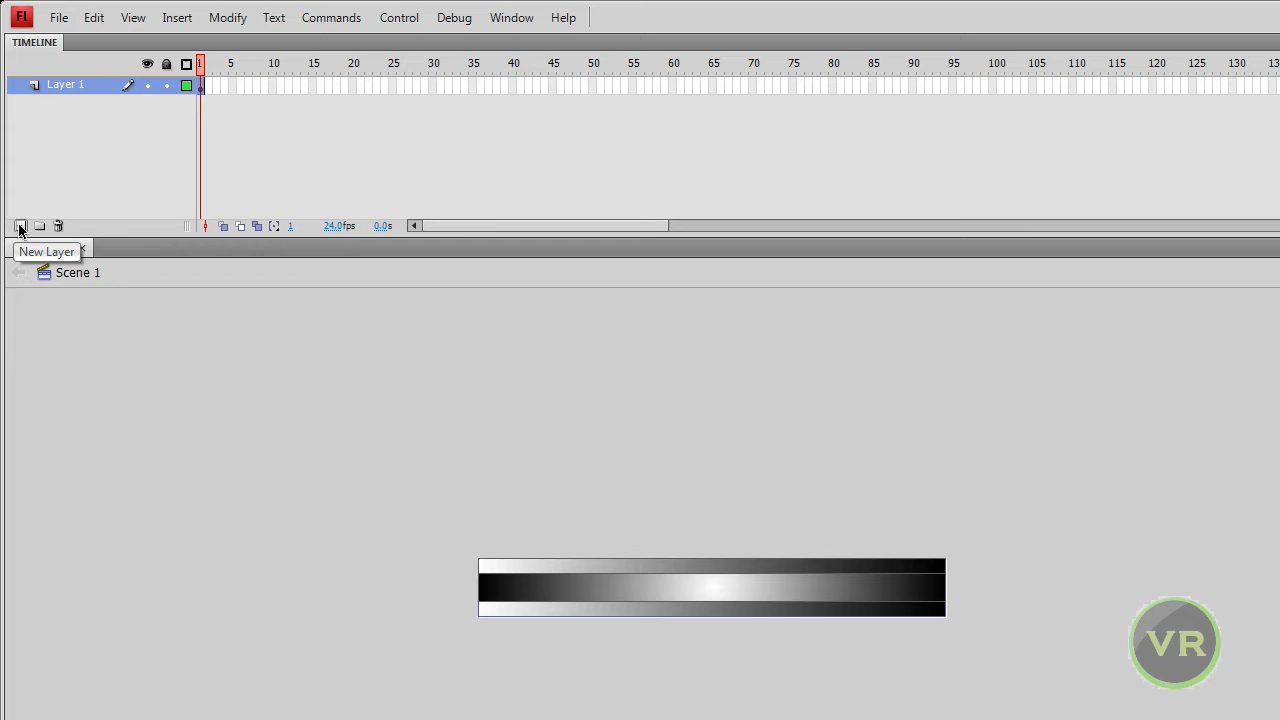 FL File Edit View Insert Modify Text Commands Control Debug Window Help
TIMELINE
1 5 10 15 20 25 30 35 40 45 50 55 60 65 70 75 80 85 90 95 100 105 110 115 120 125 130
Layer 1
1 24.0fps 0.0s
New Layer
Scene 1
VR